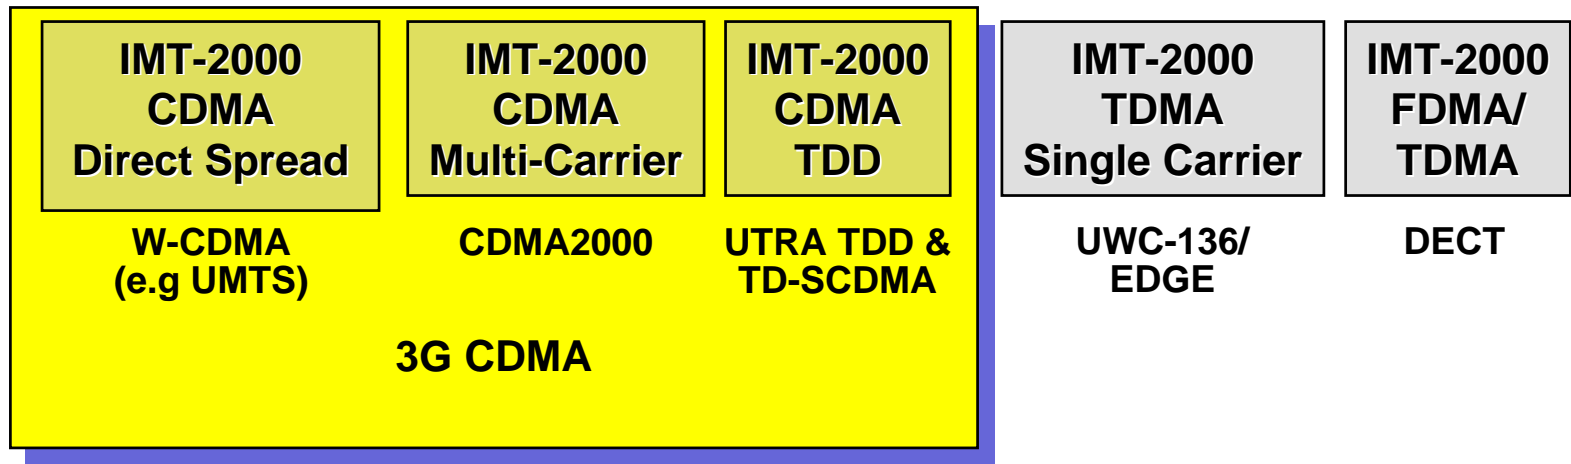 IMT-2000
CDMA
Direct Spread
IMT-2000
CDMA
Multi-Carrier
IMT-2000
CDMA
TDD
IMT-2000
TDMA
Single Carrier
IMT-2000
FDMA/
TDMA
W-CDMA
(e.g UMTS)
CDMA2000
UTRA TDD &
TD-SCDMA
UWC-136/
EDGE
DECT
3G CDMA